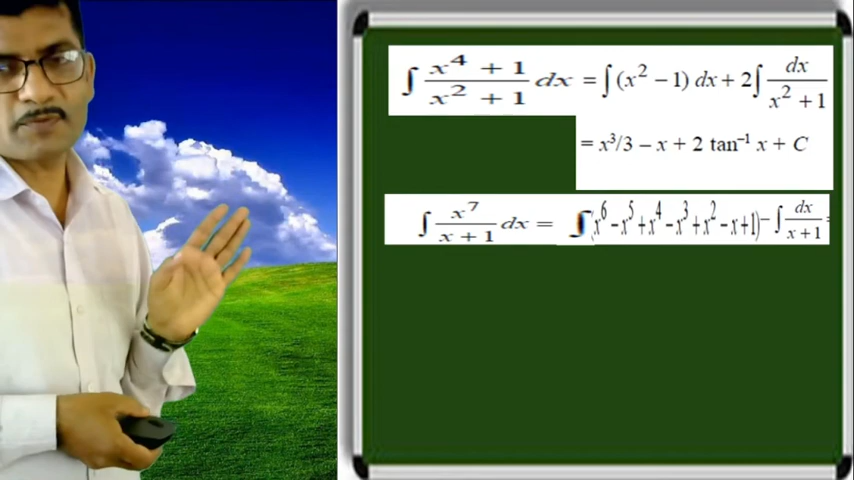 ∫ (x⁴ + 1)/(x² + 1) dx = ∫(x² – 1) dx + 2∫ dx/(x² + 1)
= x³/3 – x + 2 tan⁻¹ x + C
∫ x⁷/(x + 1) dx = ∫(x⁶ – x⁵ + x⁴ – x³ + x² – x + 1) – ∫ dx/(x + 1) =